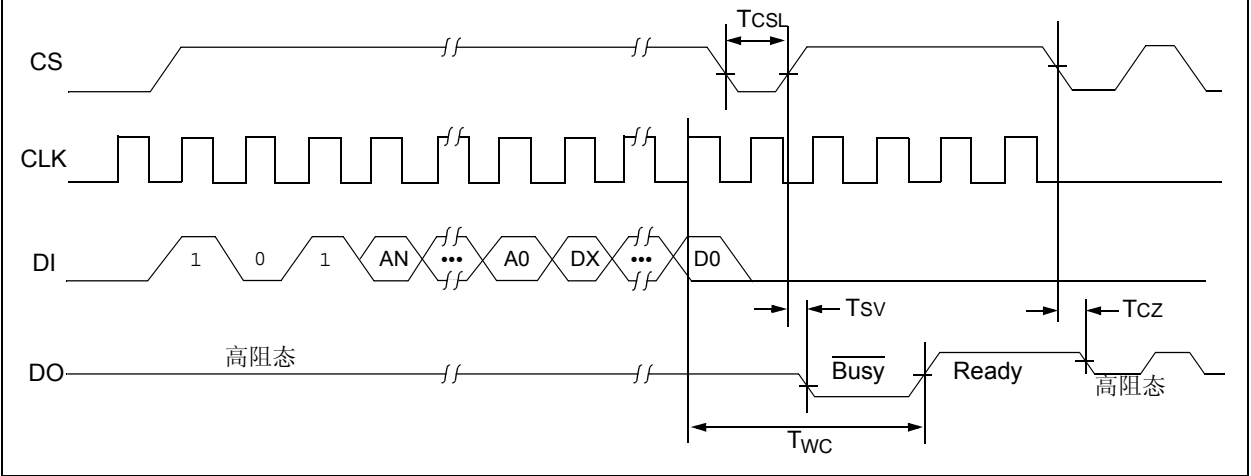 TCSL
CS
CLK
DI
1 0 1 AN ••• A0 DX ••• D0
TSV
TCZ
高阻态
DO
Busy
Ready
高阻态
TWC